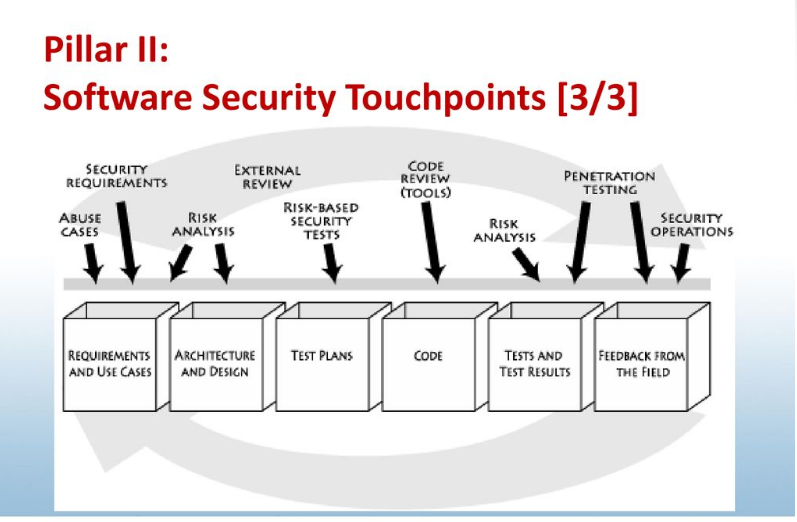 Pillar II:
Software Security Touchpoints [3/3]
SECURITY
REQUIREMENTS
EXTERNAL
REVIEW
CODE
REVIEW
(TOOLS)
PENETRATION
TESTING
ABUSE
CASES
RISK
ANALYSIS
RISK-BASED
SECURITY
TESTS
RISK
ANALYSIS
SECURITY
OPERATIONS
REQUIREMENTS
AND USE CASES
ARCHITECTURE
AND DESIGN
TEST PLANS
CODE
TESTS AND
TEST RESULTS
FEEDBACK FROM
THE FIELD